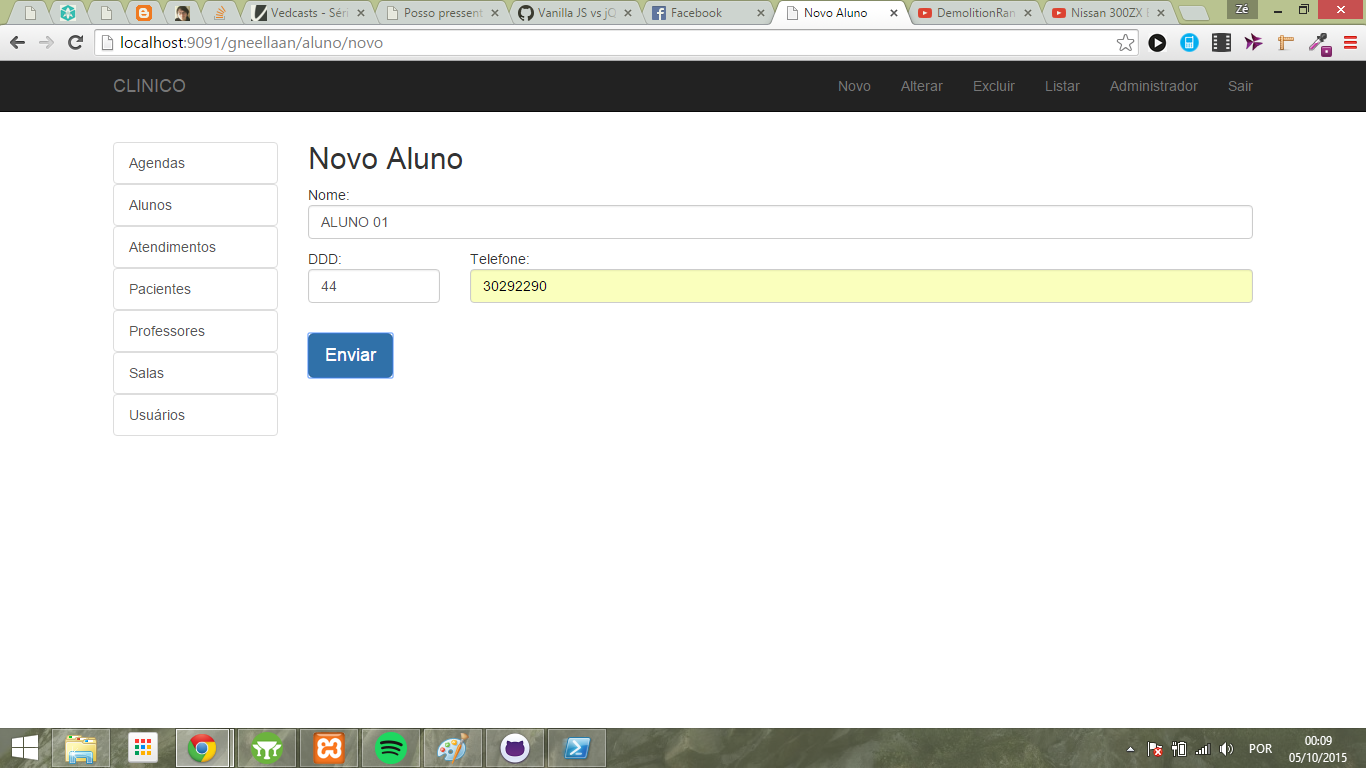 Vedcasts - Séri
Posso pressent
Vanilla JS vs jQ
Facebook
Novo Aluno
DemolitionRan
Nissan 300ZX
Zé
localhost:9091/gneellaan/aluno/novo
CLINICO
Novo
Alterar
Excluir
Listar
Administrador
Sair
Agendas
Alunos
Atendimentos
Pacientes
Professores
Salas
Usuários
Novo Aluno
Nome:
ALUNO 01
DDD:
Telefone:
44
30292290
Enviar
POR
00:09
05/10/2015